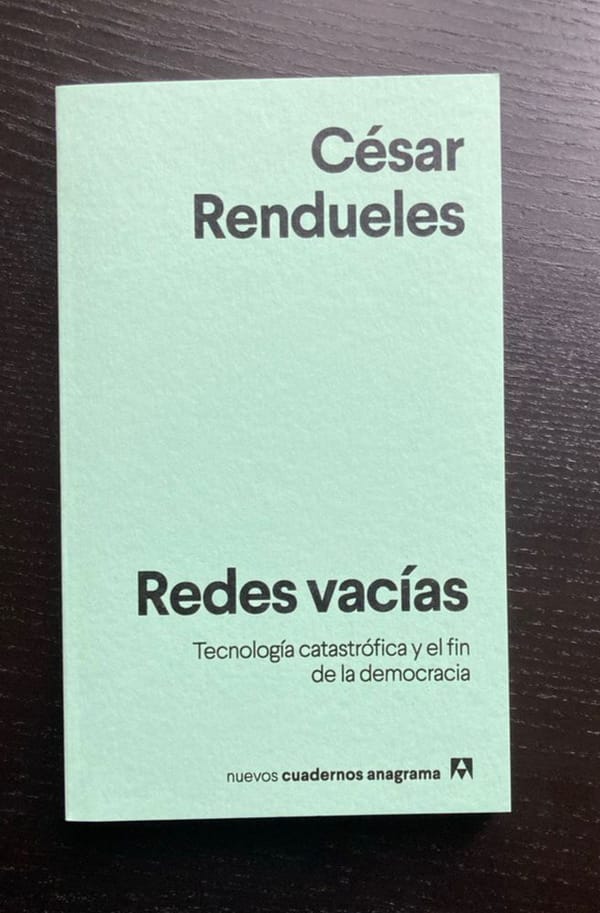 César
Rendueles
Redes vacías
Tecnología catastrófica y el fin
de la democracia
nuevos cuadernos anagrama